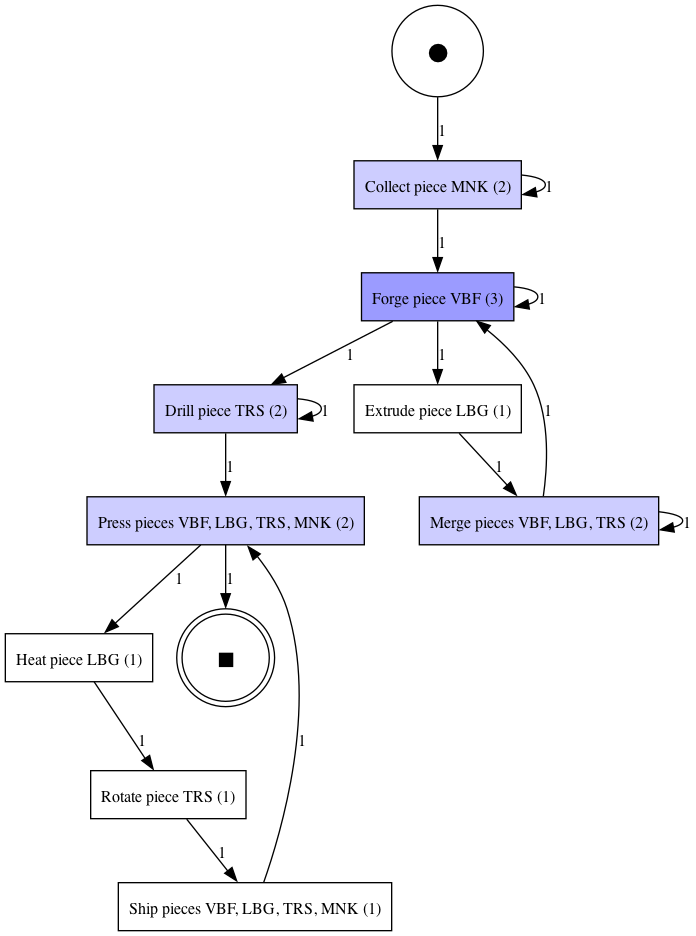 1
Collect piece MNK (2)
1
1
Forge piece VBF (3)
1
1
1
Drill piece TRS (2)
1
Extrude piece LBG (1)
1
1
1
Press pieces VBF, LBG, TRS, MNK (2)
Merge pieces VBF, LBG, TRS (2)
1
1
1
Heat piece LBG (1)
1
1
Rotate piece TRS (1)
1
Ship pieces VBF, LBG, TRS, MNK (1)